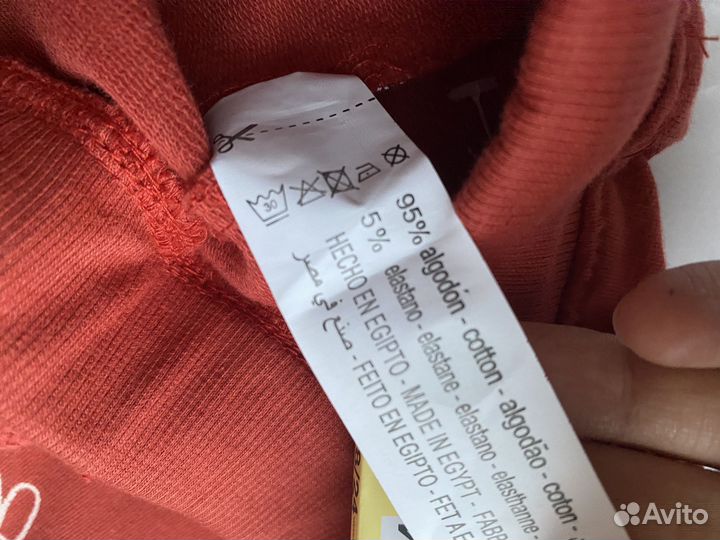 95% algodón - cotton - algodão - coton -
5% elastano - elastane - elastano - elasthanne -
HECHO EN EGIPTO - MADE IN EGYPT - FABR
صنع في مصر - FEITO EN EGIPTO - FET A E
Avito